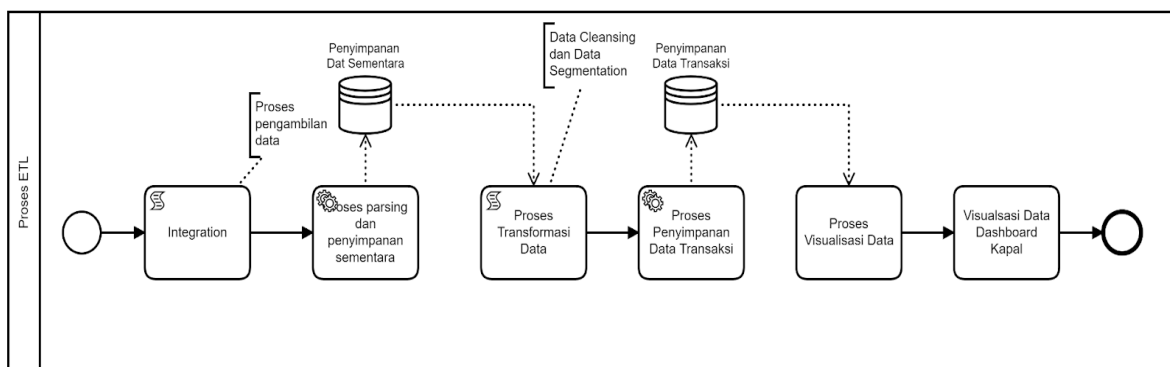 Proses ETL
Penyimpanan
Dat Sementara
Data Cleansing
dan Data
Segmentation
Penyimpanan
Data Transaksi
Proses
pengambilan
data
Integration
oses parsing
dan
penyimpanan
sementara
Proses
Transformasi
Data
Proses
Penyimpanan
Data Transaksi
Proses
Visualisasi Data
Visualsasi Data
Dashboard
Kapal